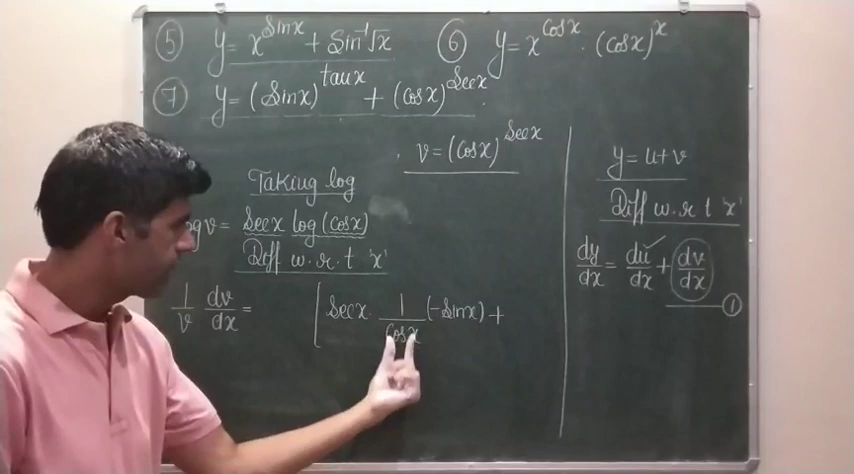 ⑤ y = x^Sinx + Sin⁻¹√x ⑥ y = x^Cosx · (Cosx)^x
⑦ y = (Sinx)^tanx + (Cosx)^Secx.
v = (Cosx)^Secx
Taking log
og v = Secx log (Cosx)
Diff w.r.t 'x'
1/v dv/dx = [ Secx · 1/Cosx (-Sinx) +
y = u + v
Diff w.r.t 'x'
dy/dx = du/dx ✓ + dv/dx
①